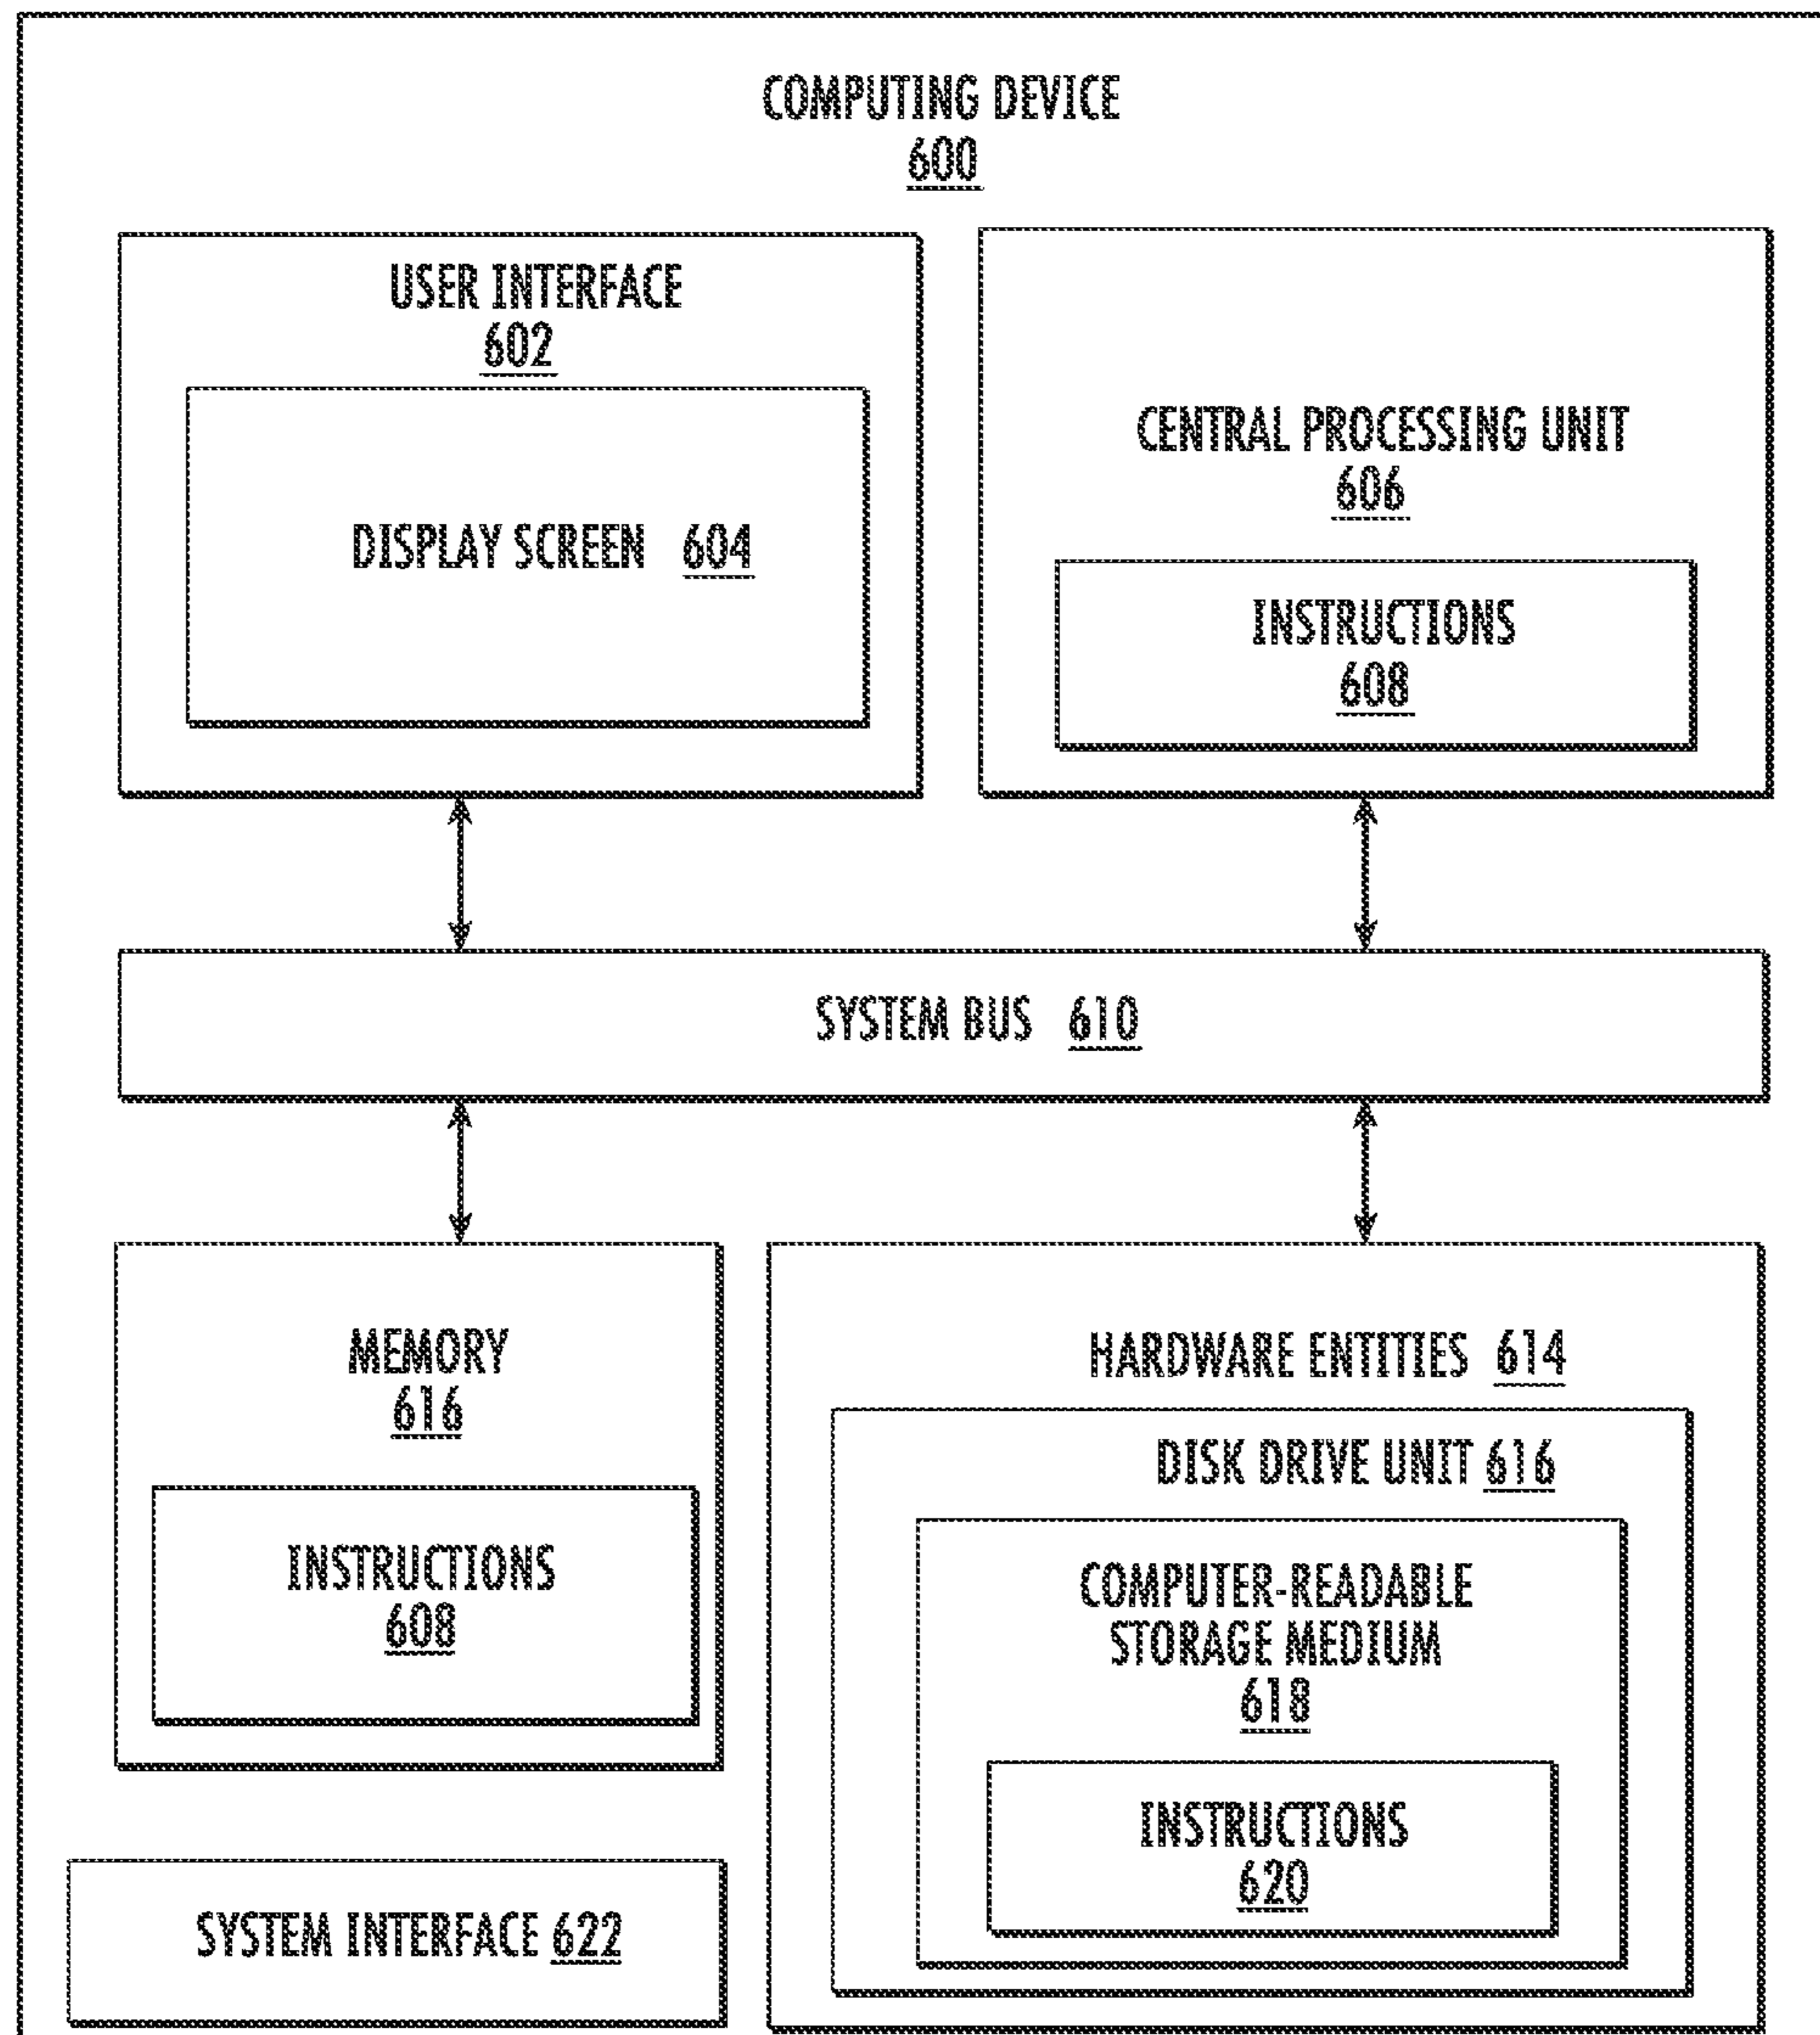 COMPUTING DEVICE
600
USER INTERFACE
602
DISPLAY SCREEN 604
CENTRAL PROCESSING UNIT
606
INSTRUCTIONS
608
SYSTEM BUS 610
MEMORY
616
INSTRUCTIONS
608
HARDWARE ENTITIES 614
DISK DRIVE UNIT 616
COMPUTER-READABLE
STORAGE MEDIUM
618
INSTRUCTIONS
620
SYSTEM INTERFACE 622